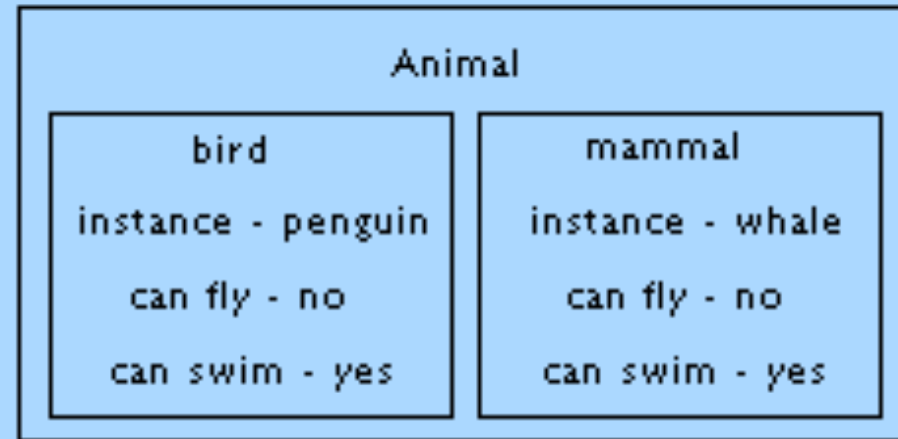 Animal
bird
instance - penguin
can fly - no
can swim - yes
mammal
instance - whale
can fly - no
can swim - yes